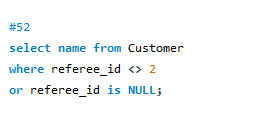 #52
select name from Customer
where referee_id <> 2
or referee_id is NULL;